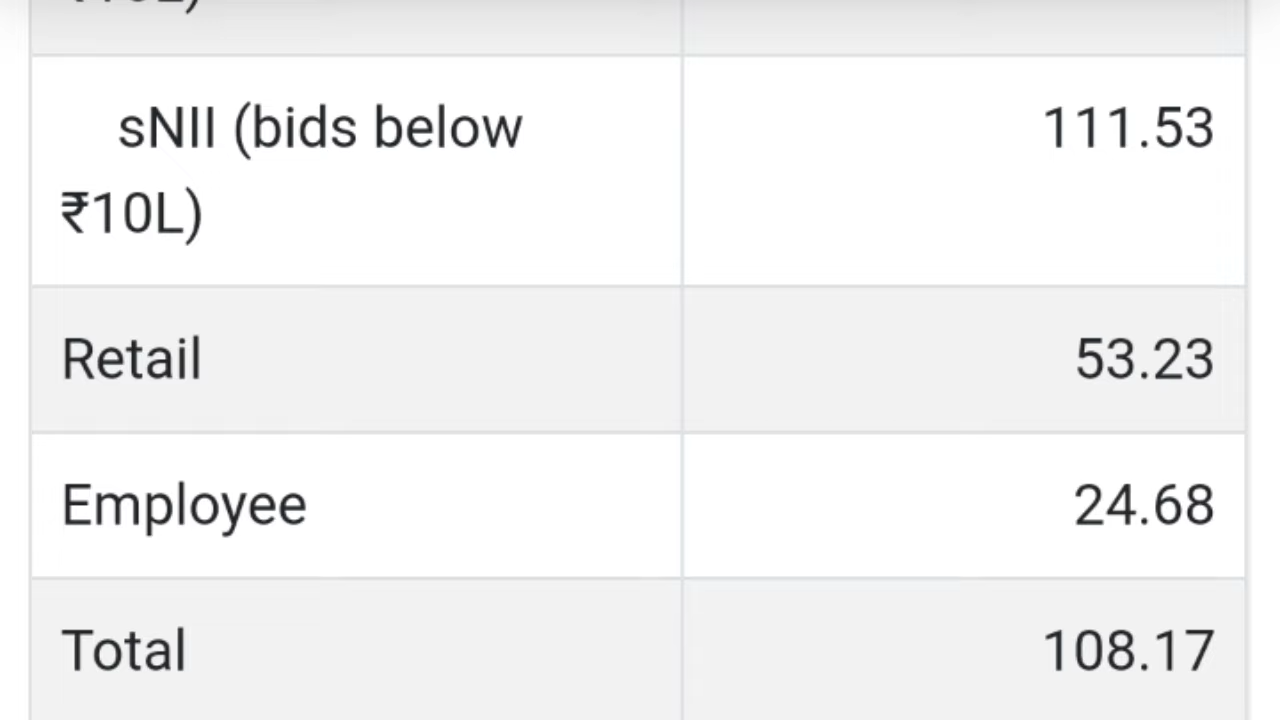 sNII (bids below
₹10L)
111.53
Retail
53.23
Employee
24.68
Total
108.17